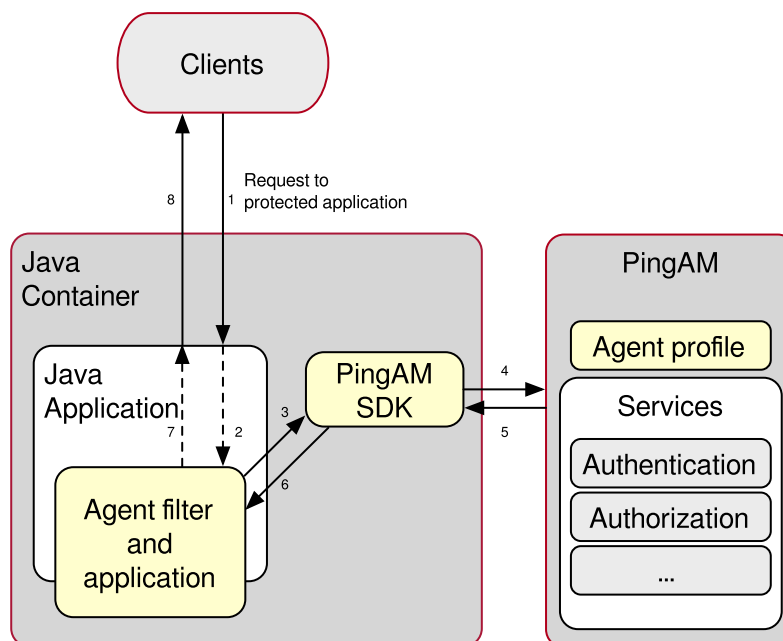 Clients
8
1
Request to
protected application
Java
Container
PingAM
Agent profile
Java
Application
PingAM
SDK
4
5
3
7
2
6
Services
Authentication
Authorization
...
Agent filter
and
application